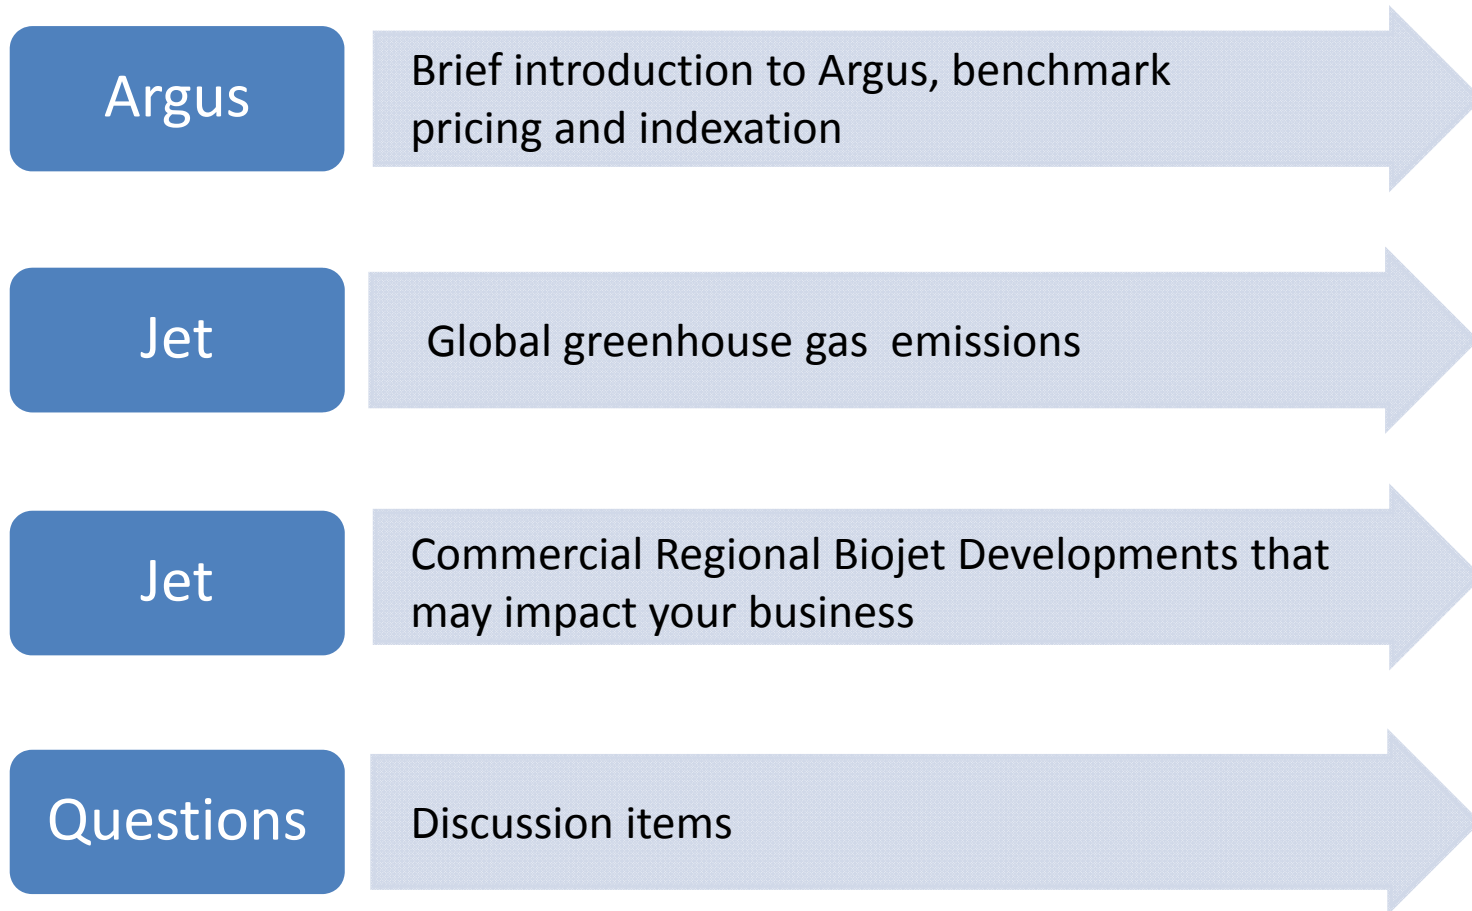 Argus
Brief introduction to Argus, benchmark
pricing and indexation
Jet
Global greenhouse gas  emissions
Jet
Commercial Regional Biojet Developments that
may impact your business
Questions
Discussion items